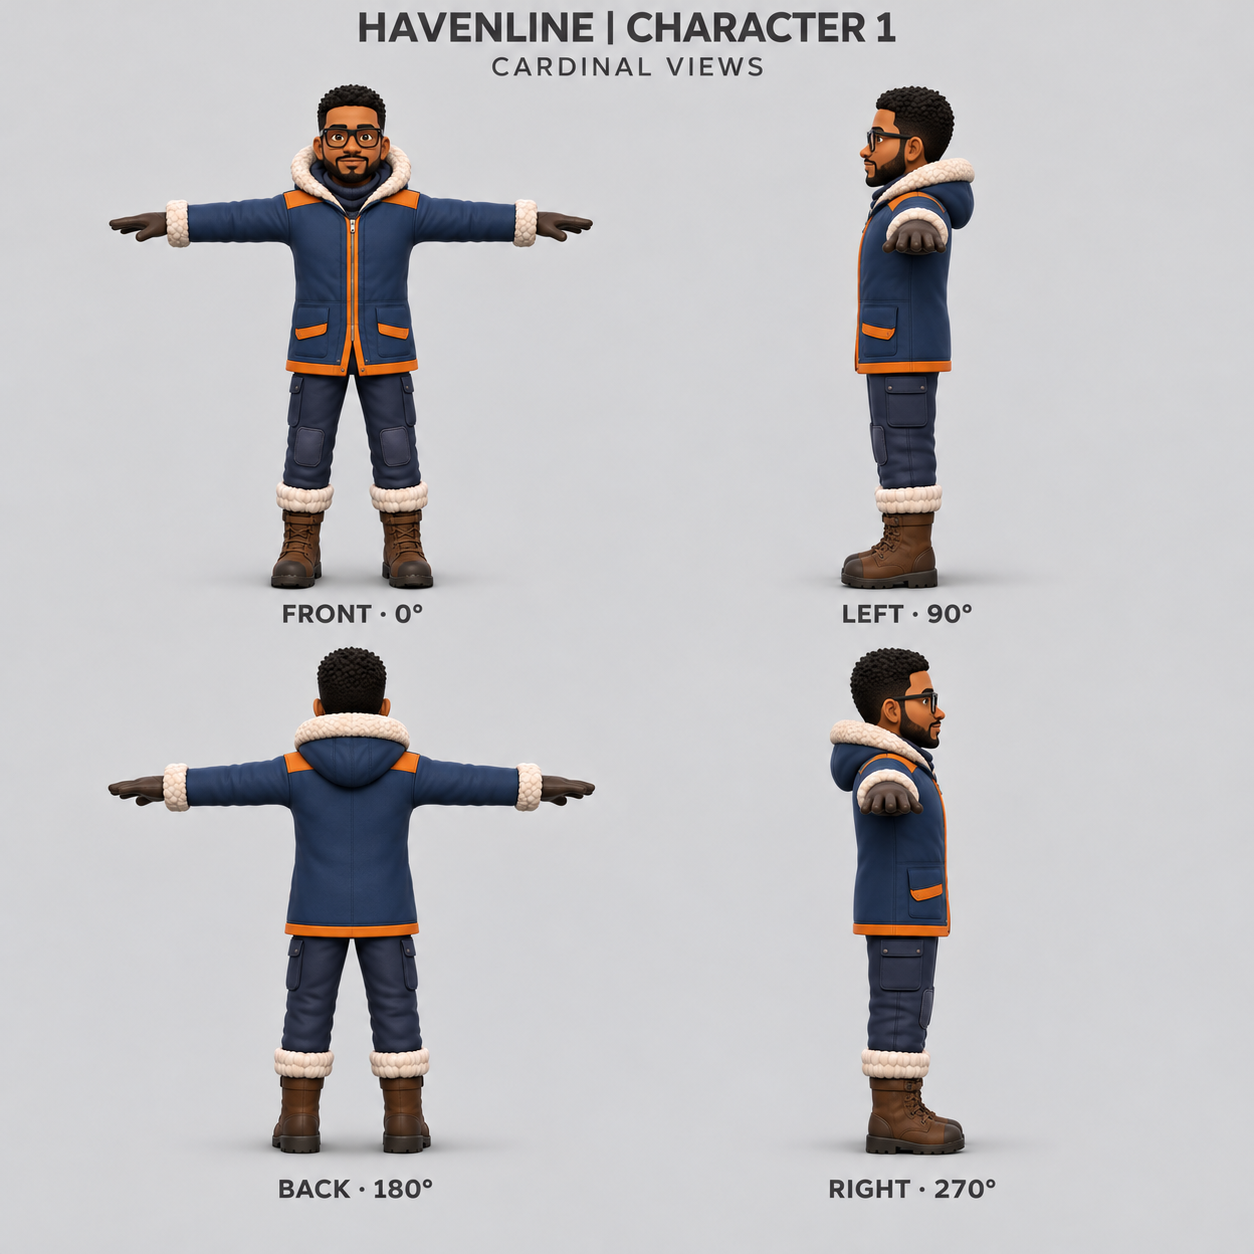 HAVENLINE | CHARACTER 1
CARDINAL VIEWS
FRONT · 0°
LEFT · 90°
BACK · 180°
RIGHT · 270°